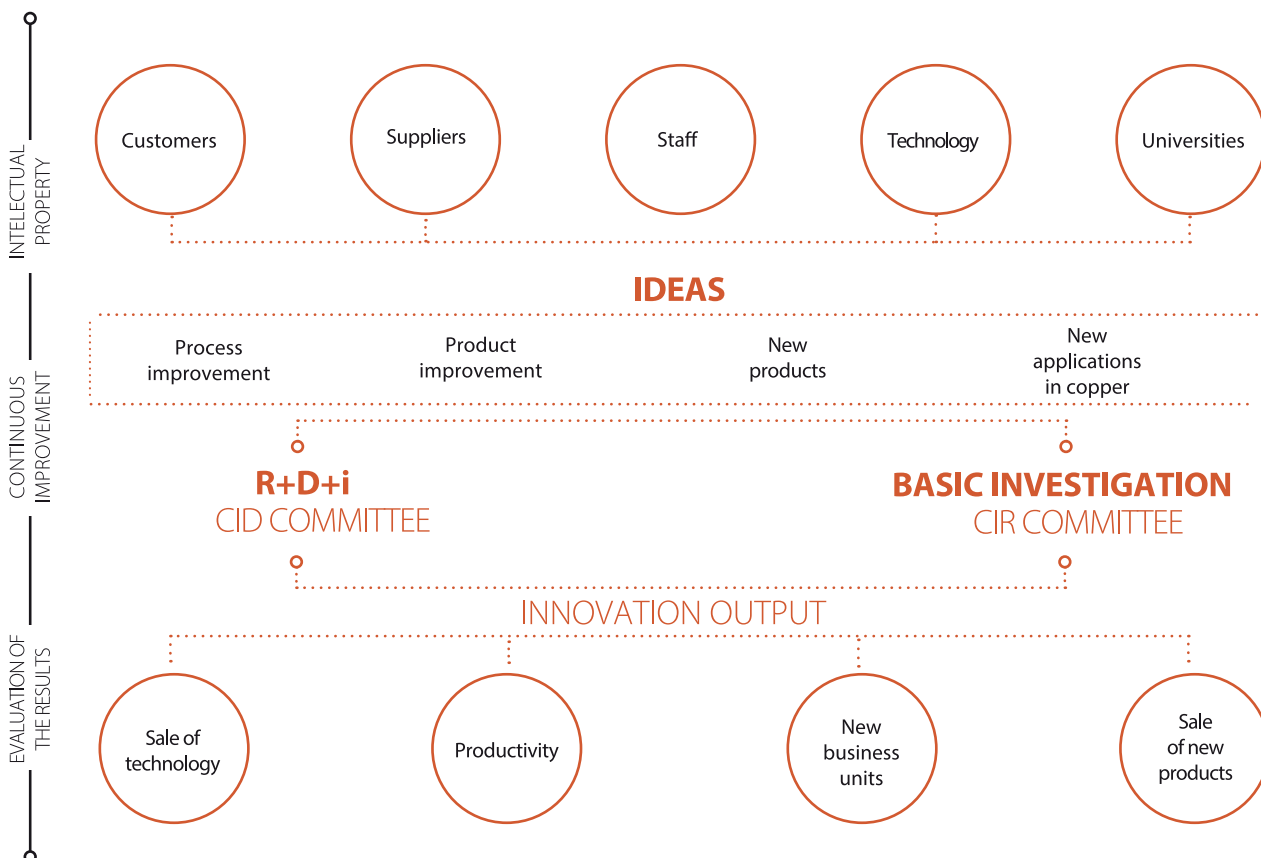 INTELECTUAL
PROPERTY
Customers
Suppliers
Staff
Technology
Universities
IDEAS
CONTINUOUS
IMPROVEMENT
Process
improvement
Product
improvement
New
products
New
applications
in copper
R+D+i
CID COMMITTEE
BASIC INVESTIGATION
CIR COMMITTEE
INNOVATION OUTPUT
EVALUATION OF
THE RESULTS
Sale of
technology
Productivity
New
business
units
Sale
of new
products